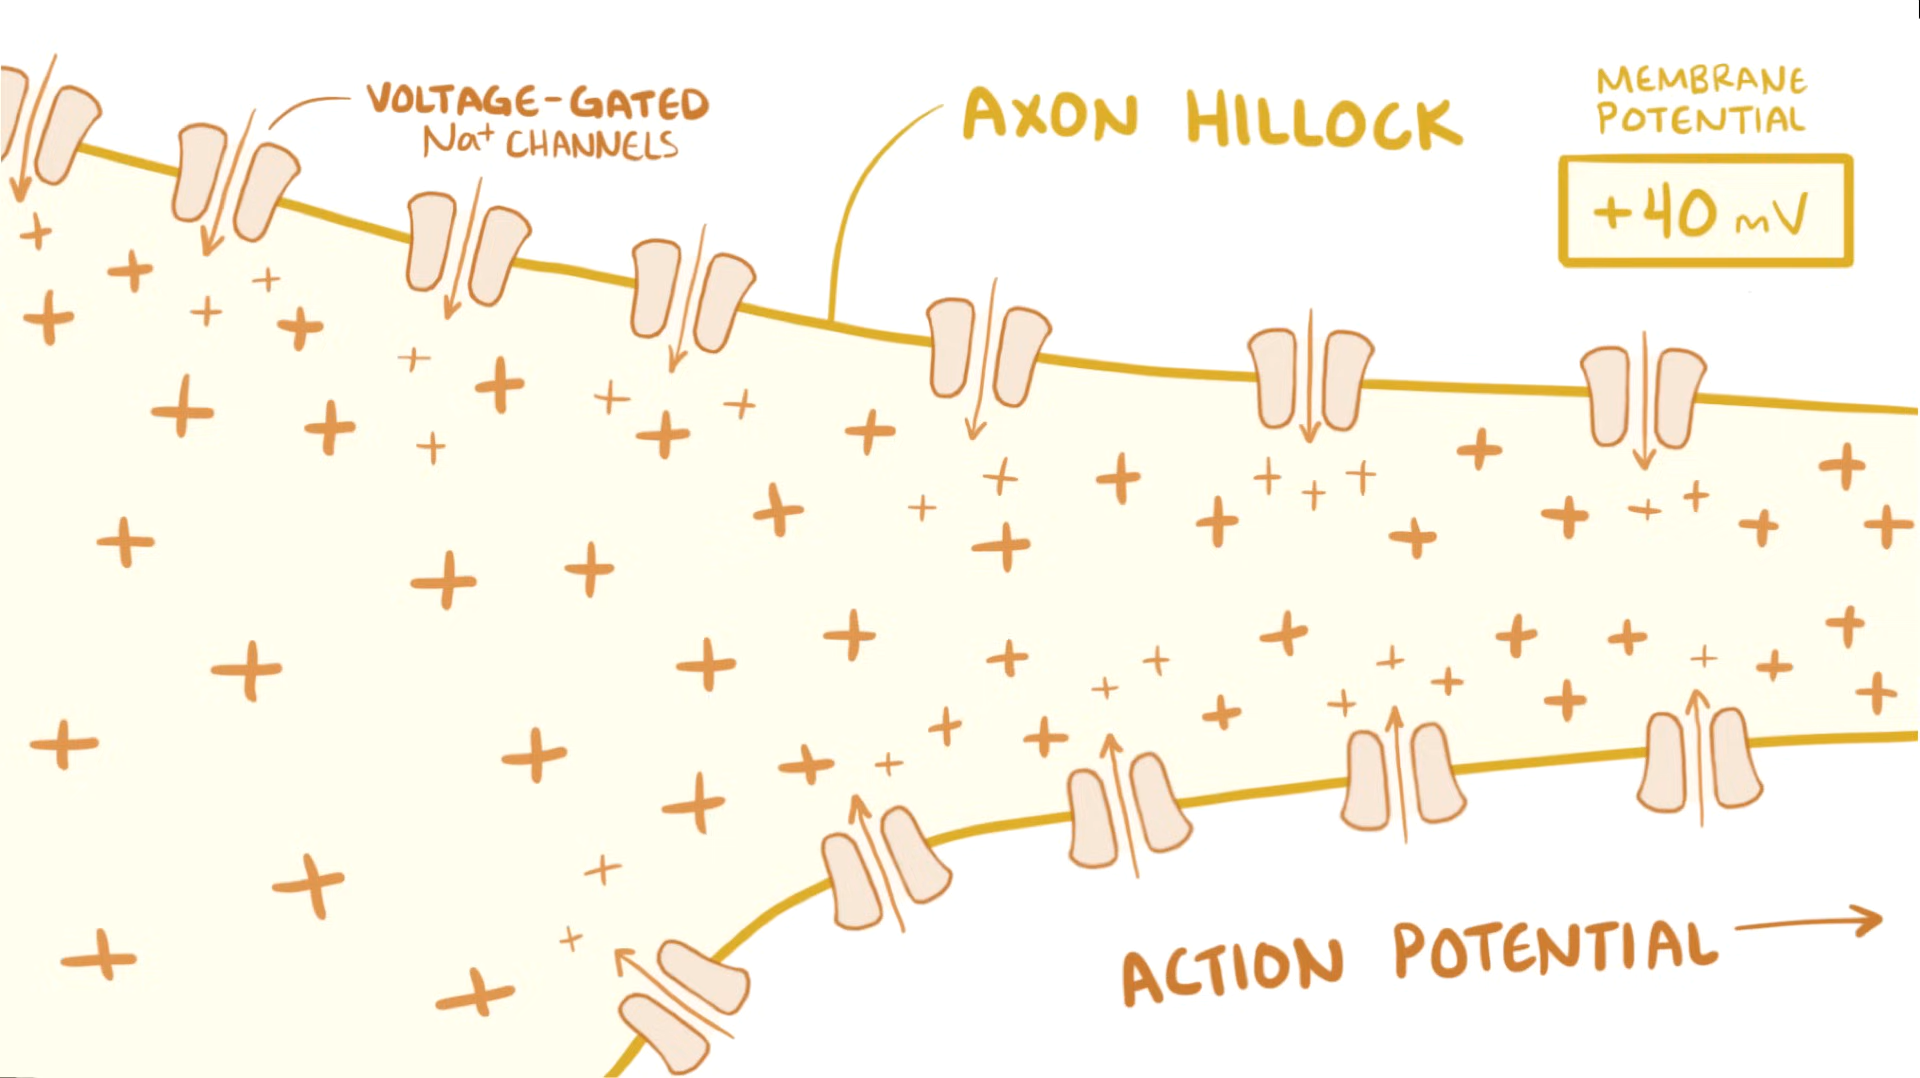 VOLTAGE-GATED
Na⁺ CHANNELS
AXON HILLOCK
MEMBRANE
POTENTIAL
+40 mV
ACTION POTENTIAL →